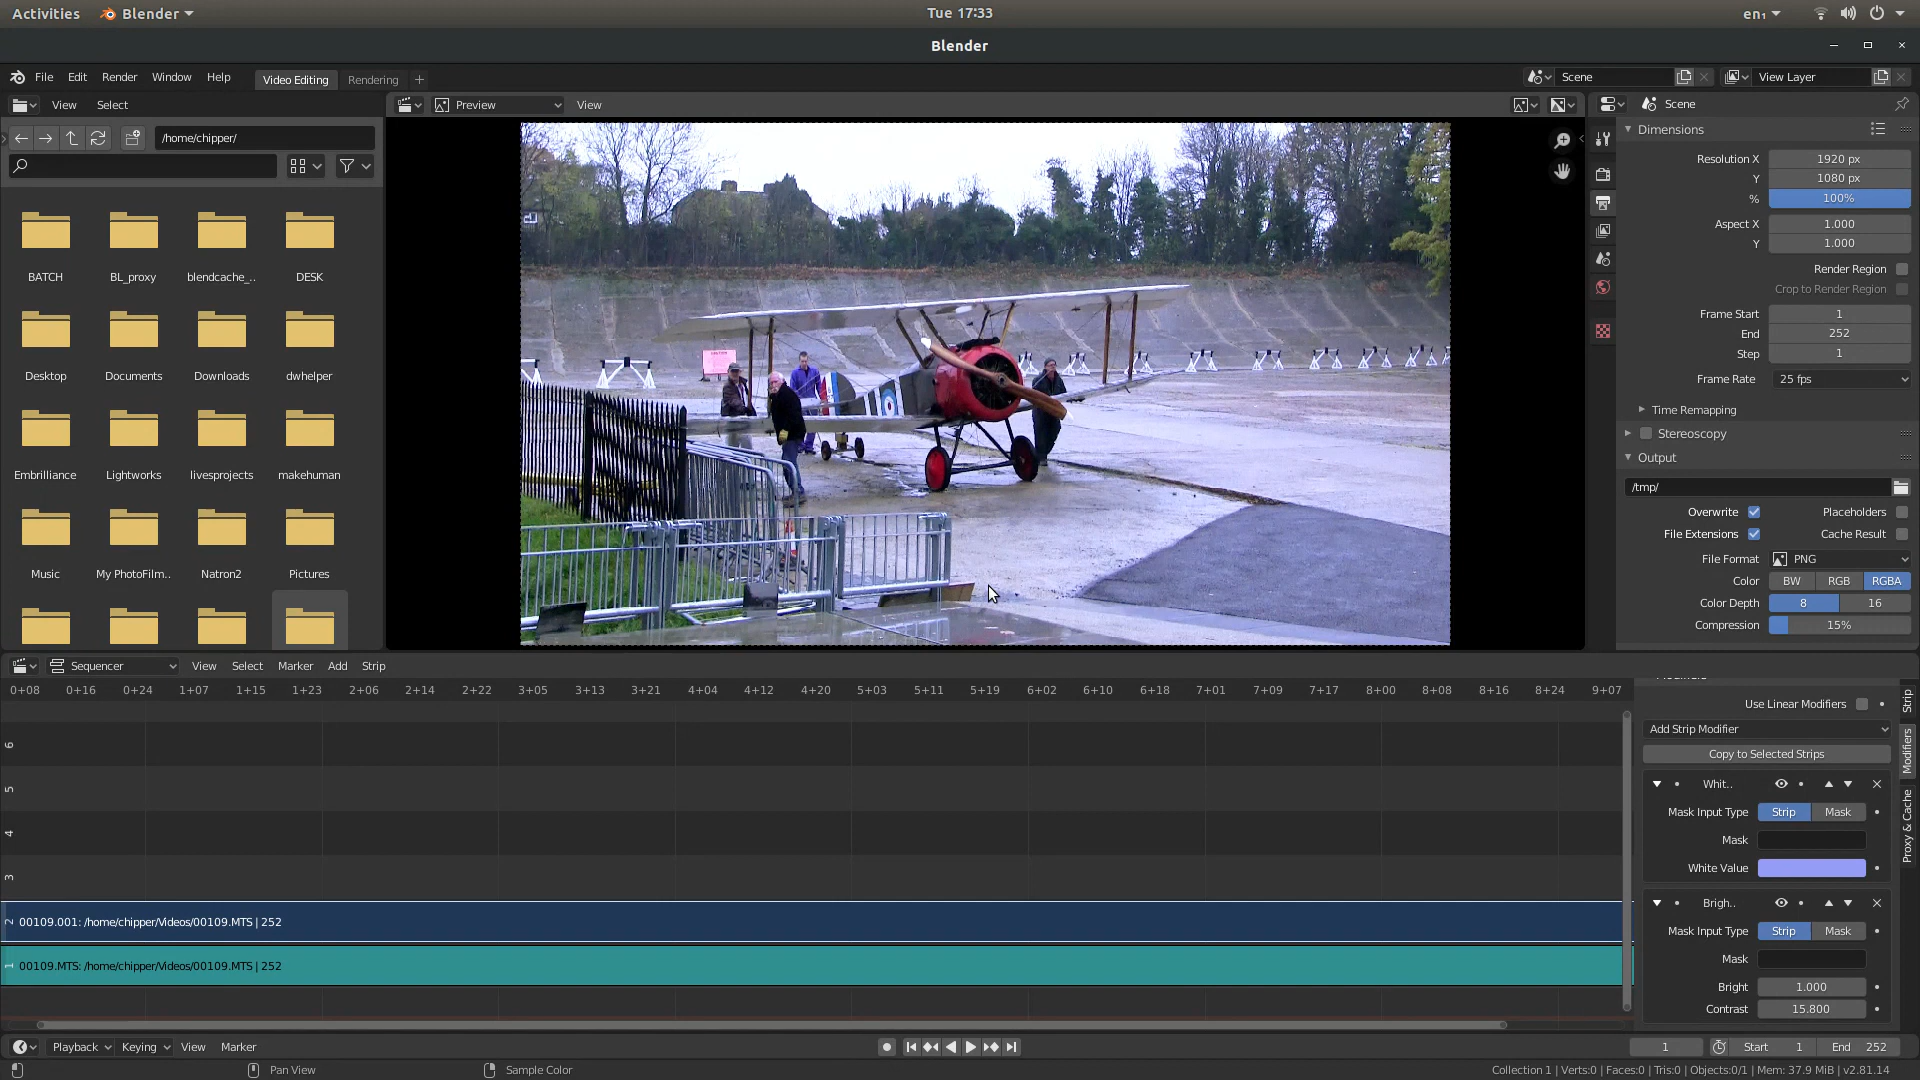 Activities
Blender
Tue 17:33
en₁
Blender
File Edit Render Window Help
Video Editing Rendering +
Scene
View Layer
View Select
Preview
View
Scene
/home/chipper/
BATCH BL_proxy blendcache_.. DESK
Desktop Documents Downloads dwhelper
Embrilliance Lightworks livesprojects makehuman
Music My PhotoFilm.. Natron2 Pictures
Dimensions
Resolution X 1920 px
Y 1080 px
% 100%
Aspect X 1.000
Y 1.000
Render Region
Crop to Render Region
Frame Start 1
End 252
Step 1
Frame Rate 25 fps
Time Remapping
Stereoscopy
Output
/tmp/
Overwrite Placeholders
File Extensions Cache Result
File Format PNG
Color BW RGB RGBA
Color Depth 8 16
Compression 15%
Sequencer View Select Marker Add Strip
0+08 0+16 0+24 1+07 1+15 1+23 2+06 2+14 2+22 3+05 3+13 3+21 4+04 4+12 4+20 5+03 5+11 5+19 6+02 6+10 6+18 7+01 7+09 7+17 8+00 8+08 8+16 8+24 9+07
6
5
4
3
2 00109.001: /home/chipper/Videos/00109.MTS | 252
1 00109.MTS: /home/chipper/Videos/00109.MTS | 252
Use Linear Modifiers
Add Strip Modifier
Copy to Selected Strips
Whit..
Mask Input Type Strip Mask
Mask
White Value
Brigh..
Mask Input Type Strip Mask
Mask
Bright 1.000
Contrast 15.800
Strip
Modifiers
Proxy & Cache
Playback Keying View Marker
1 Start 1 End 252
Pan View
Sample Color
Collection 1 | Verts:0 | Faces:0 | Tris:0 | Objects:0/1 | Mem: 37.9 MiB | v2.81.14